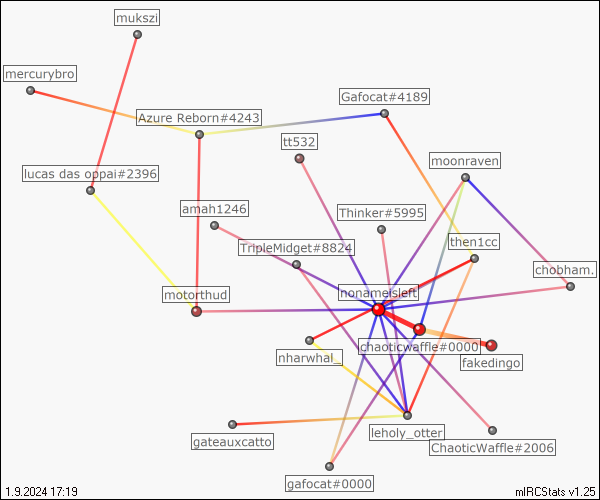 mukszi
mercurybro
Gafocat#4189
Azure Reborn#4243
tt532
moonraven
lucas das oppai#2396
amah1246
Thinker#5995
TripleMidget#8824
then1cc
chobham.
nonameisleft
motorthud
chaoticwaffle#0000
nharwhal_
fakedingo
leholy_otter
gateauxcatto
ChaoticWaffle#2006
gafocat#0000
1.9.2024 17:19
mIRCStats v1.25